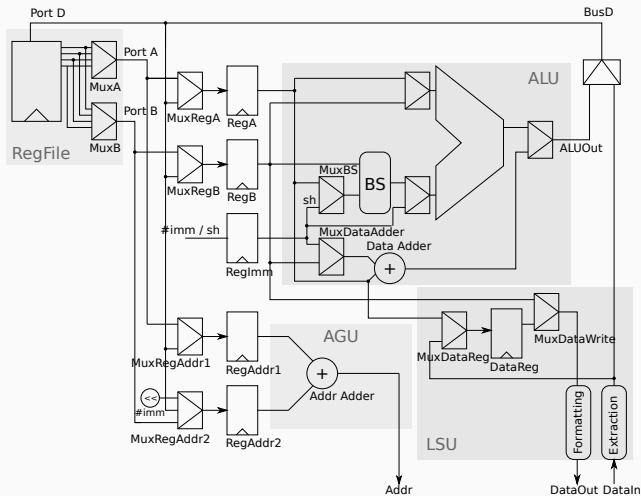 Port D
BusD
Port A
MuxA
Port B
MuxB
RegFile
MuxRegA
RegA
MuxRegB
RegB
ALU
MuxBS
BS
sh
ALUOut
#imm / sh
RegImm
MuxDataAdder
Data Adder
+
MuxRegAddr1
RegAddr1
AGU
+
Addr Adder
<<
#imm
MuxRegAddr2
RegAddr2
MuxDataReg
DataReg
MuxDataWrite
LSU
Formatting
Extraction
Addr
DataOut
DataIn